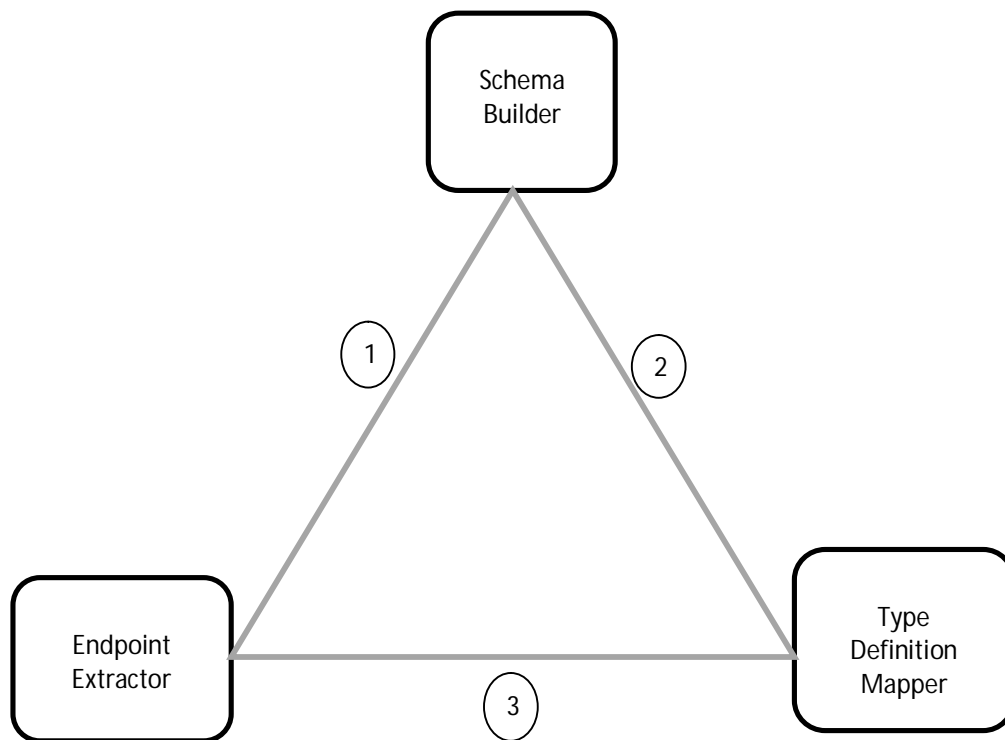 Schema
Builder
1
2
Endpoint
Extractor
Type
Definition
Mapper
3